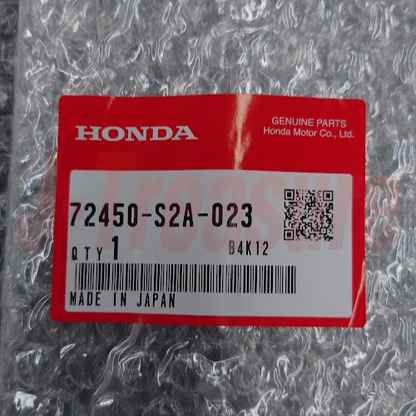 HONDA
GENUINE PARTS
Honda Motor Co., Ltd.
72450-S2A-023
QTY 1
B4K12
MADE IN JAPAN